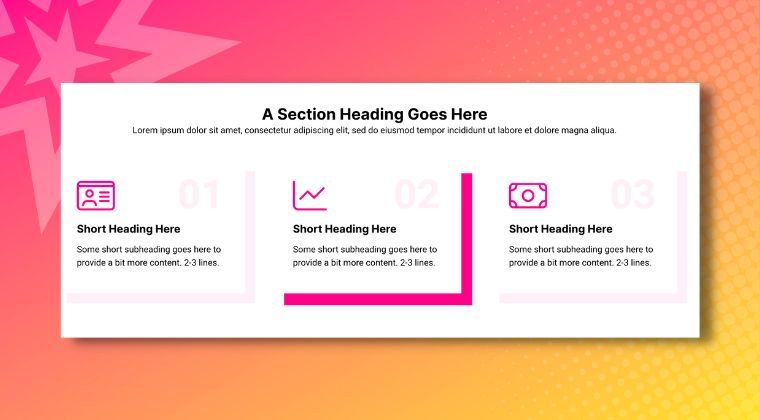 A Section Heading Goes Here
Lorem ipsum dolor sit amet, consectetur adipiscing elit, sed do eiusmod tempor incididunt ut labore et dolore magna aliqua.
01
Short Heading Here
Some short subheading goes here to
provide a bit more content. 2-3 lines.
02
Short Heading Here
Some short subheading goes here to
provide a bit more content. 2-3 lines.
03
Short Heading Here
Some short subheading goes here to
provide a bit more content. 2-3 lines.